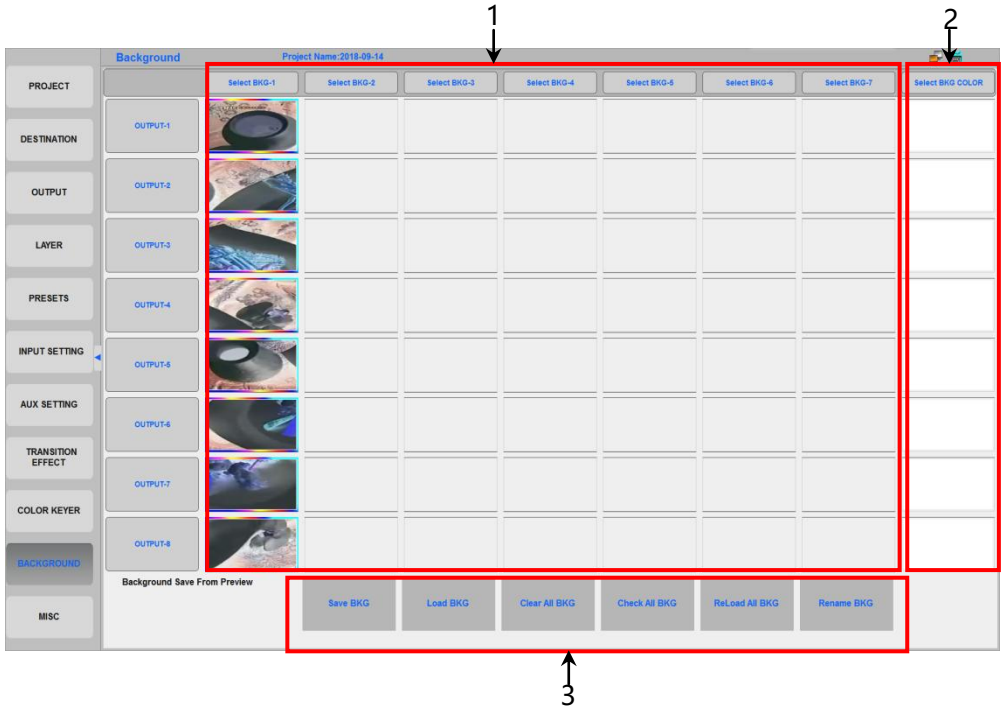 1
2
Background Project Name:2018-09-14
PROJECT
Select BKG-1 Select BKG-2 Select BKG-3 Select BKG-4 Select BKG-5 Select BKG-6 Select BKG-7 Select BKG COLOR
OUTPUT-1
DESTINATION
OUTPUT-2
OUTPUT
OUTPUT-3
LAYER
OUTPUT-4
PRESETS
OUTPUT-5
INPUT SETTING
AUX SETTING
OUTPUT-6
TRANSITION
EFFECT
OUTPUT-7
COLOR KEYER
OUTPUT-8
BACKGROUND
Background Save From Preview
Save BKG Load BKG Clear All BKG Check All BKG ReLoad All BKG Rename BKG
MISC
3